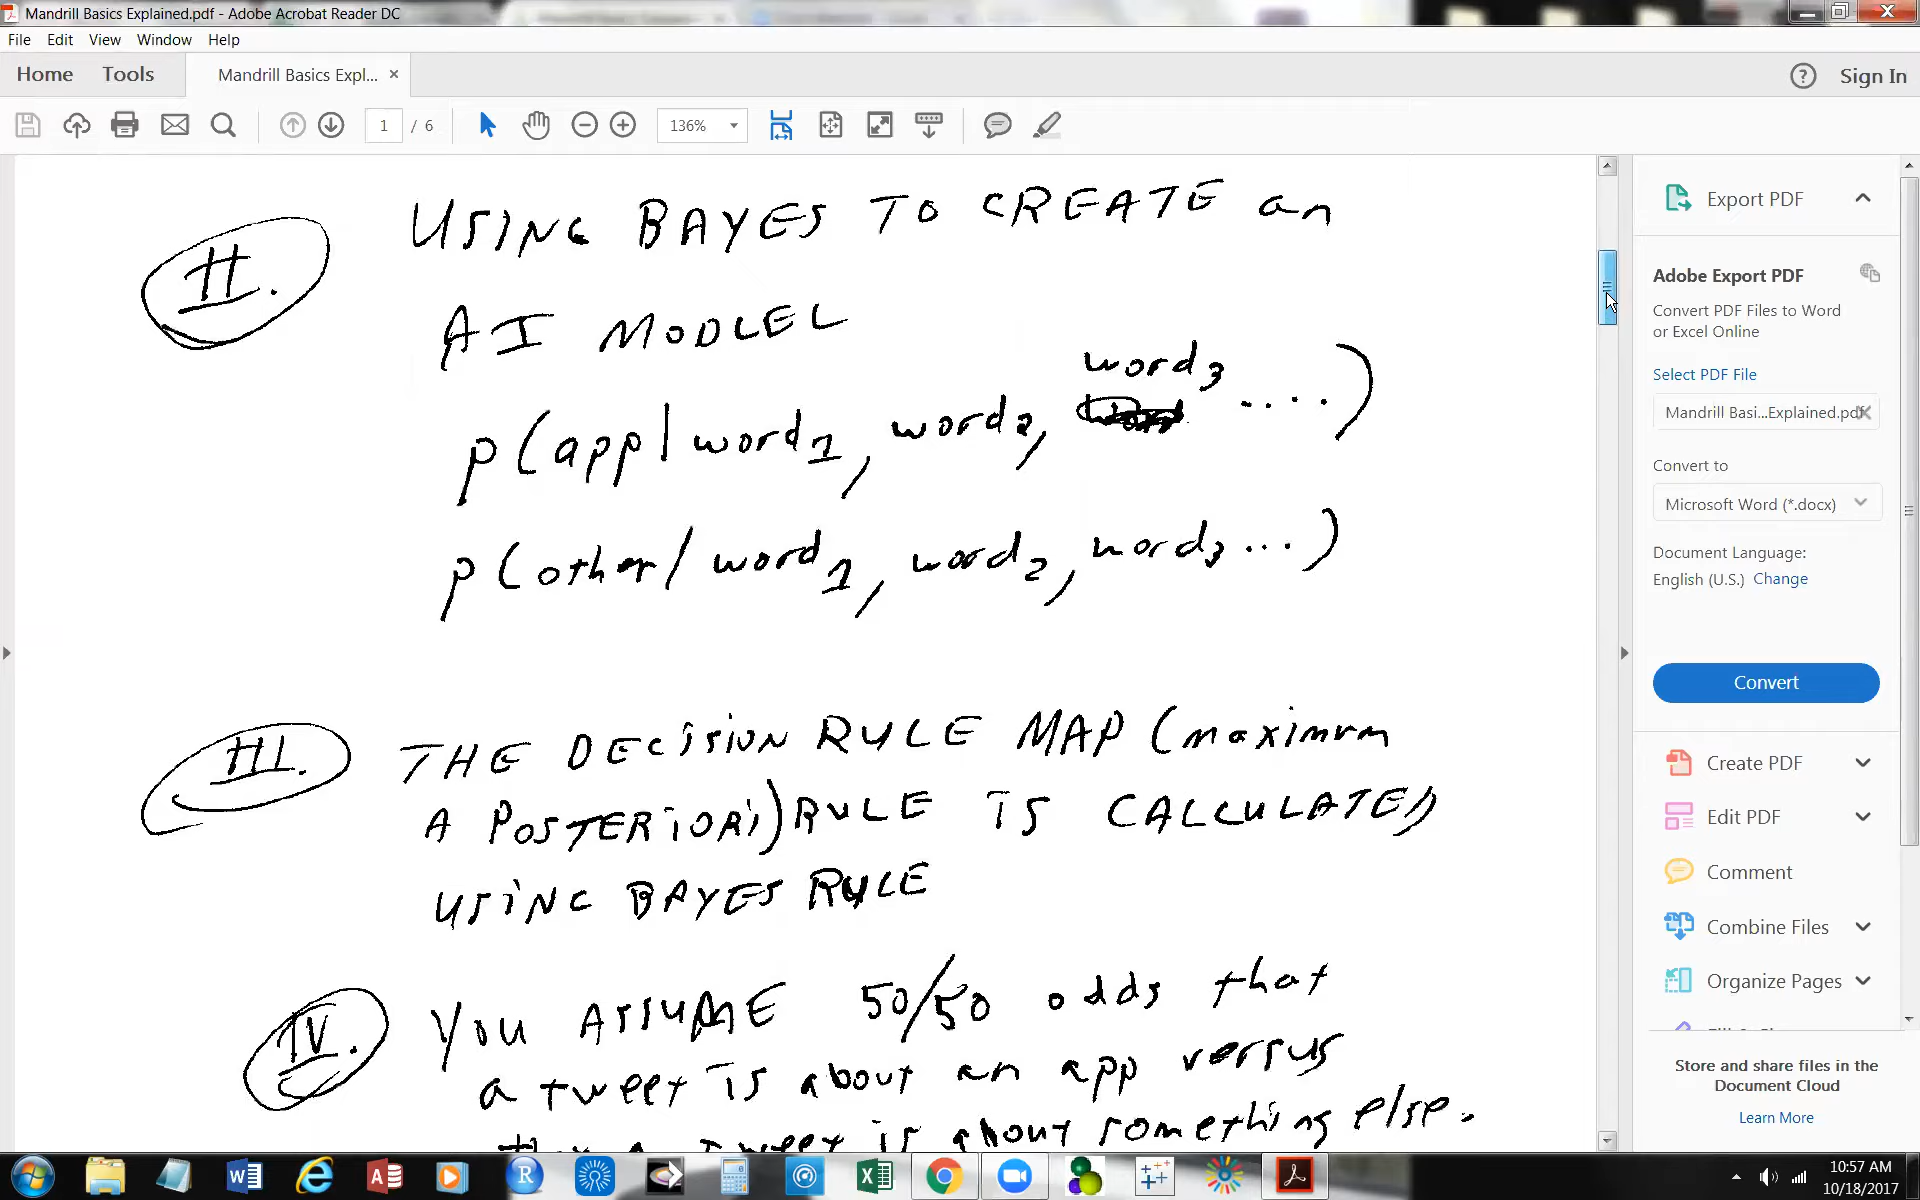 Mandrill Basics Explained.pdf - Adobe Acrobat Reader DC
File Edit View Window Help
Home Tools Mandrill Basics Expl... × Sign In
1 / 6 136%
II. USING BAYES TO CREATE an
AI MODLEL
p(app|word1, word2, word3 ....)
p(other/word1, word2, word3 ...)
III. THE DECISION RULE MAP (maximum
A POSTERIORI) RULE IS CALCULATED
USING BAYES RULE
IV. YOU ASSUME 50/50 odds that
a tweet is about an app versus
tweet is about something else.
Export PDF
Adobe Export PDF
Convert PDF Files to Word
or Excel Online
Select PDF File
Mandrill Basi...Explained.pdf
Convert to
Microsoft Word (*.docx)
Document Language:
English (U.S.) Change
Convert
Create PDF
Edit PDF
Comment
Combine Files
Organize Pages
Store and share files in the
Document Cloud
Learn More
10:57 AM
10/18/2017